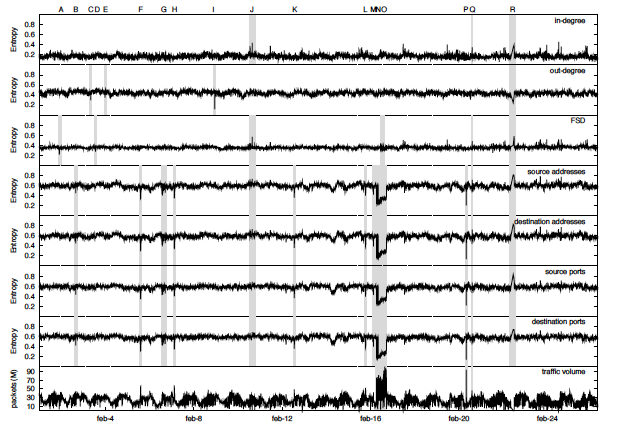 A B C D E F G H I J K L M N O P Q R
in-degree
Entropy
0.8
0.6
0.4
0.2
out-degree
Entropy
0.8
0.6
0.4
0.2
FSD
Entropy
0.8
0.6
0.4
0.2
source addresses
Entropy
0.8
0.6
0.4
0.2
destination addresses
Entropy
0.8
0.6
0.4
0.2
source ports
Entropy
0.8
0.6
0.4
0.2
destination ports
Entropy
0.8
0.6
0.4
0.2
traffic volume
packets (M)
90
70
50
30
10
feb-4 feb-8 feb-12 feb-16 feb-20 feb-24